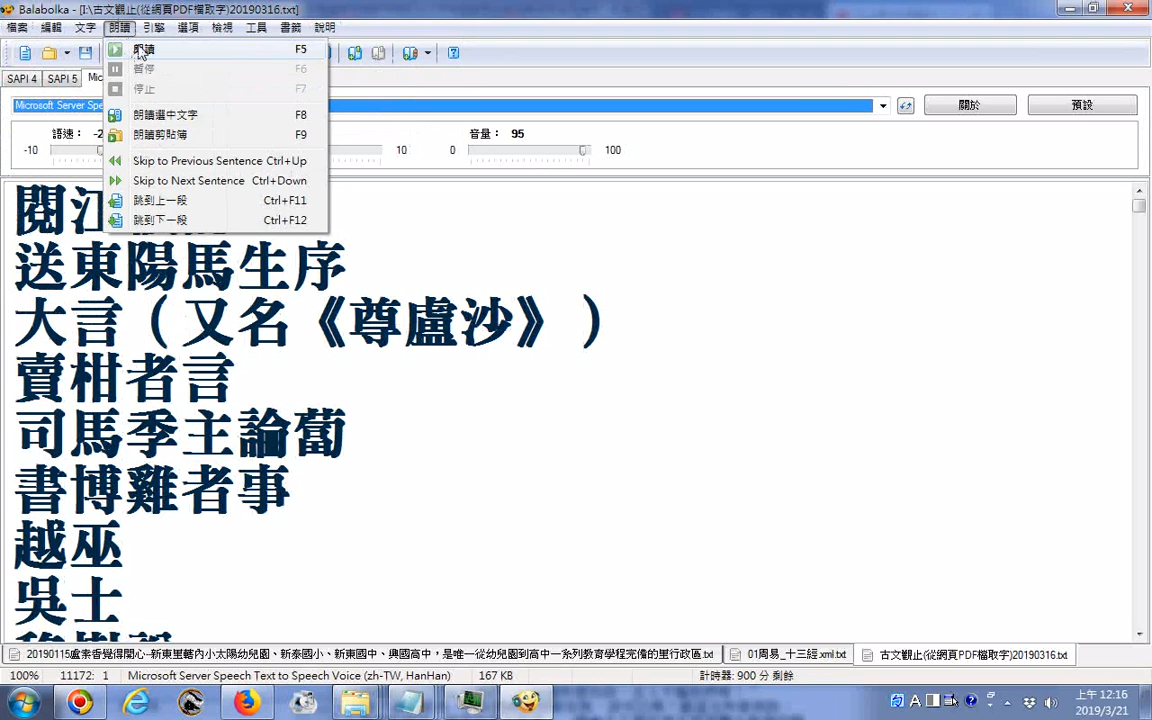 Balabolka - [I:\古文觀止(從網頁PDF檔取字)20190316.txt]
檔案 編輯 文字 朗讀 引擎 選項 檢視 工具 書籤 說明
朗讀 F5
暫停 F6
停止 F7
朗讀選中文字 F8
朗讀剪貼簿 F9
Skip to Previous Sentence Ctrl+Up
Skip to Next Sentence Ctrl+Down
跳到上一段 Ctrl+F11
跳到下一段 Ctrl+F12
SAPI 4 SAPI 5 Mic
Microsoft Server Spe
關於 預設
語速： -2 音量： 95
-10 10 0 100
閱江
送東陽馬生序
大言（又名《尊盧沙》）
賣柑者言
司馬季主論蔔
書博雞者事
越巫
吳士
20190115盧素香覺得開心--新東里轄內小太陽幼兒園、新泰國小、新東國中、興國高中，是唯一從幼兒園到高中一系列教育學程完備的里行政區.txt 01周易_十三經.xml.txt 古文觀止(從網頁PDF檔取字)20190316.txt
100% 11172: 1 Microsoft Server Speech Text to Speech Voice (zh-TW, HanHan) 167 KB 計時器: 900 分 剩餘
上午 12:16
2019/3/21